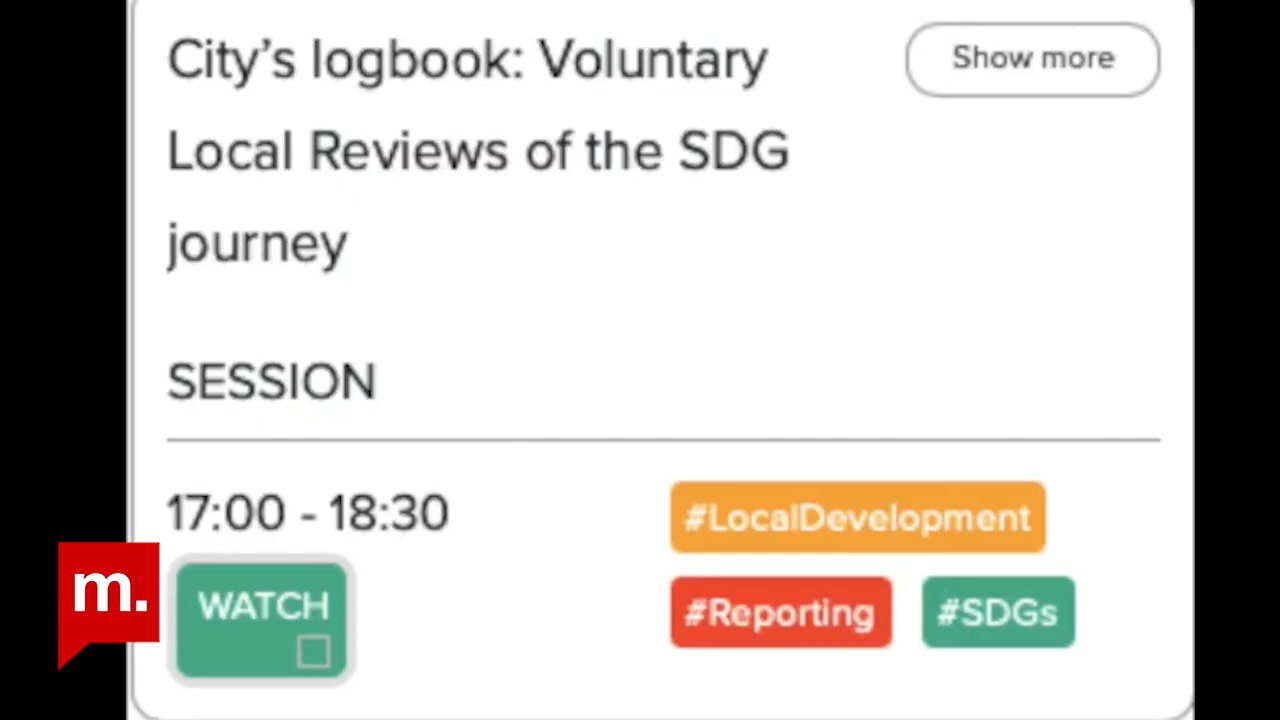 City’s logbook: Voluntary
Show more
Local Reviews of the SDG
journey
SESSION
17:00 - 18:30
#LocalDevelopment
WATCH
#Reporting
#SDGs
m.